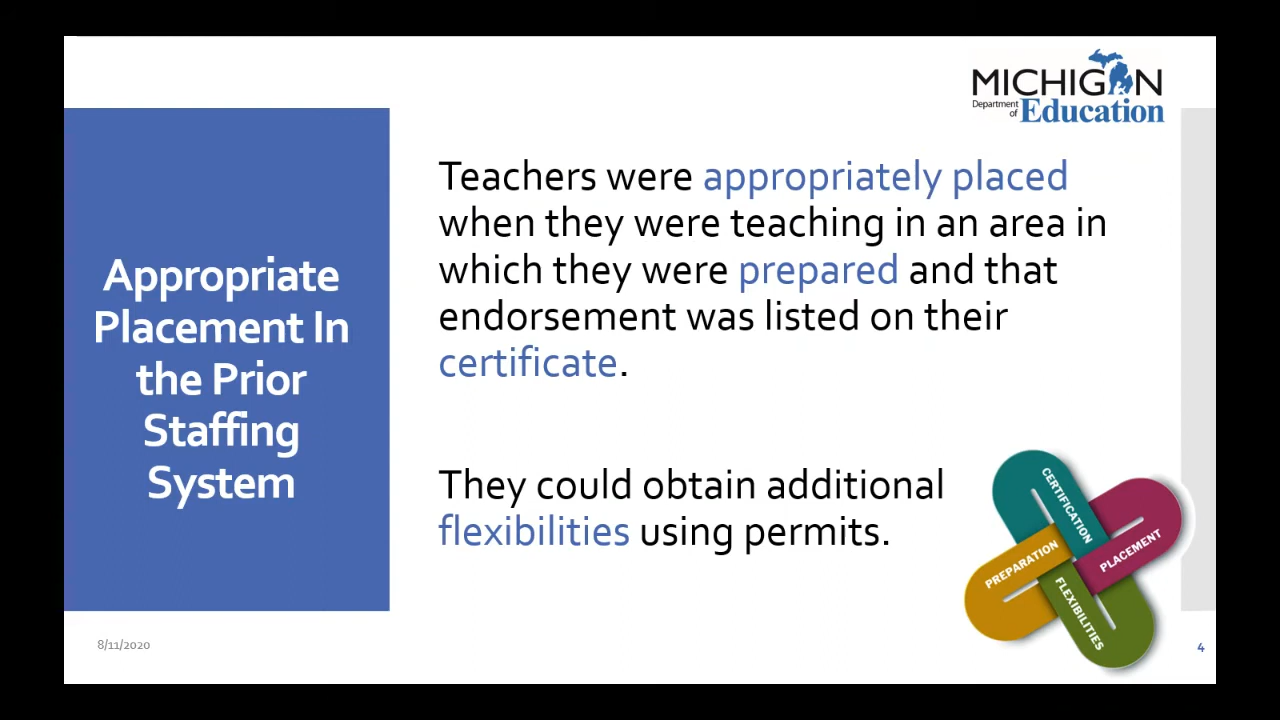 MICHIGAN
Department of Education
Appropriate
Placement In
the Prior
Staffing
System
Teachers were appropriately placed
when they were teaching in an area in
which they were prepared and that
endorsement was listed on their
certificate.
They could obtain additional
flexibilities using permits.
CERTIFICATION
PLACEMENT
PREPARATION
FLEXIBILITIES
8/11/2020
4